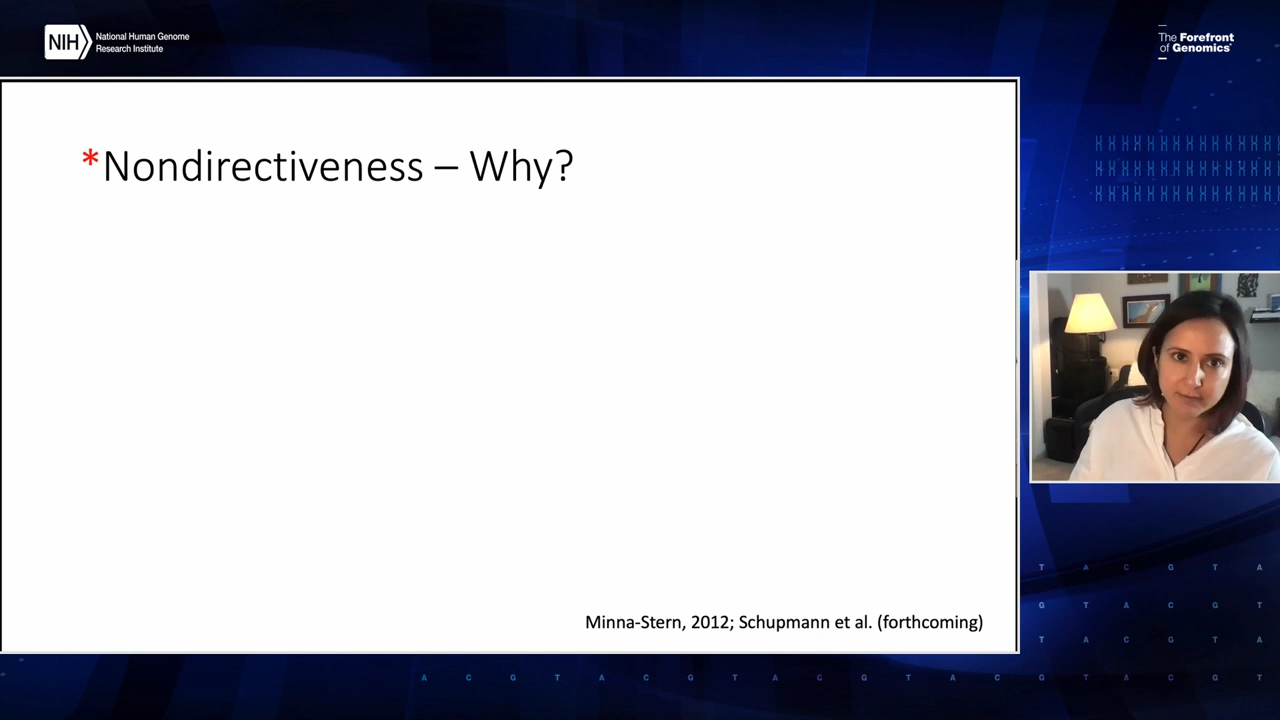 NIH
National Human Genome
Research Institute
The Forefront
of Genomics®
*Nondirectiveness – Why?
Minna-Stern, 2012; Schupmann et al. (forthcoming)
T A C G T A
G T A C G T
T A C G T A
A C G T A C G T A C G T A C G T A C G T